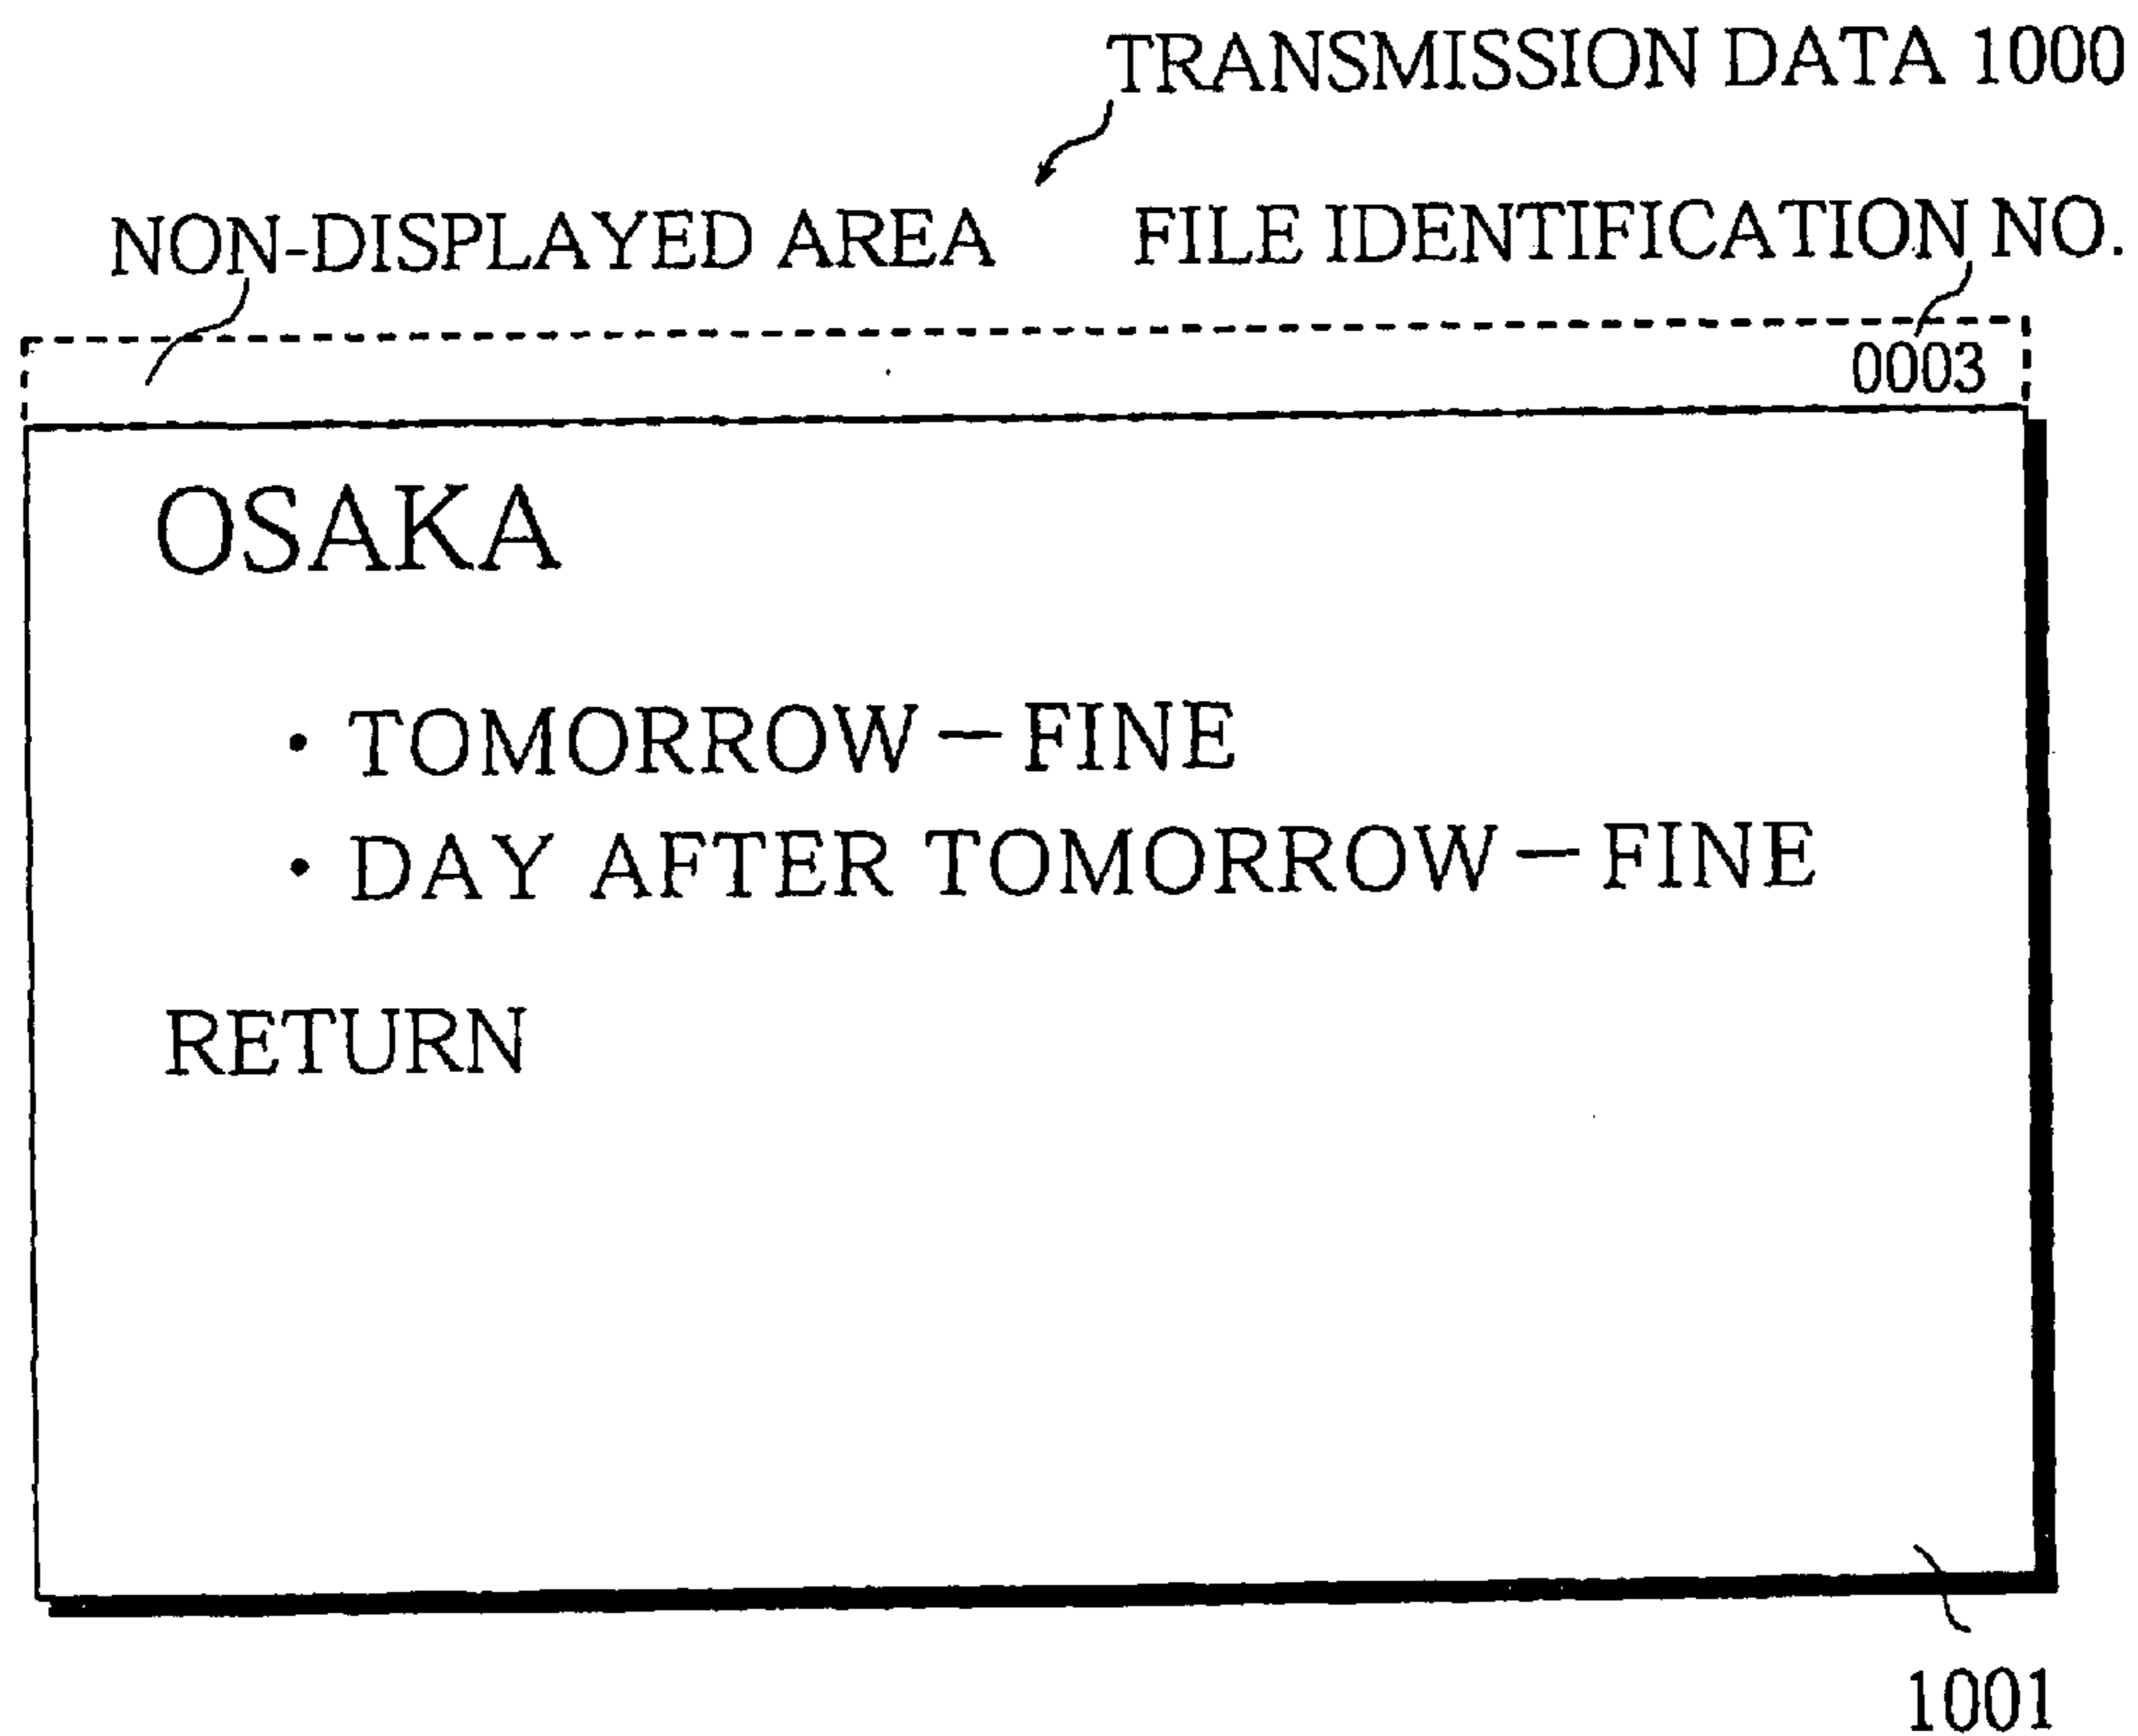 TRANSMISSION DATA 1000
NON-DISPLAYED AREA FILE IDENTIFICATION NO.
0003
OSAKA
· TOMORROW — FINE
· DAY AFTER TOMORROW — FINE
RETURN
1001